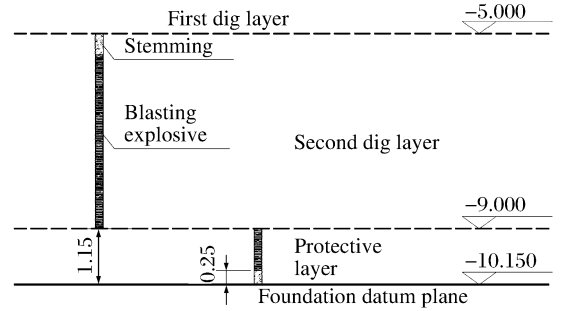 First dig layer
−5.000
Stemming
Blasting
explosive
Second dig layer
−9.000
1.15
0.25
Protective
layer
−10.150
Foundation datum plane